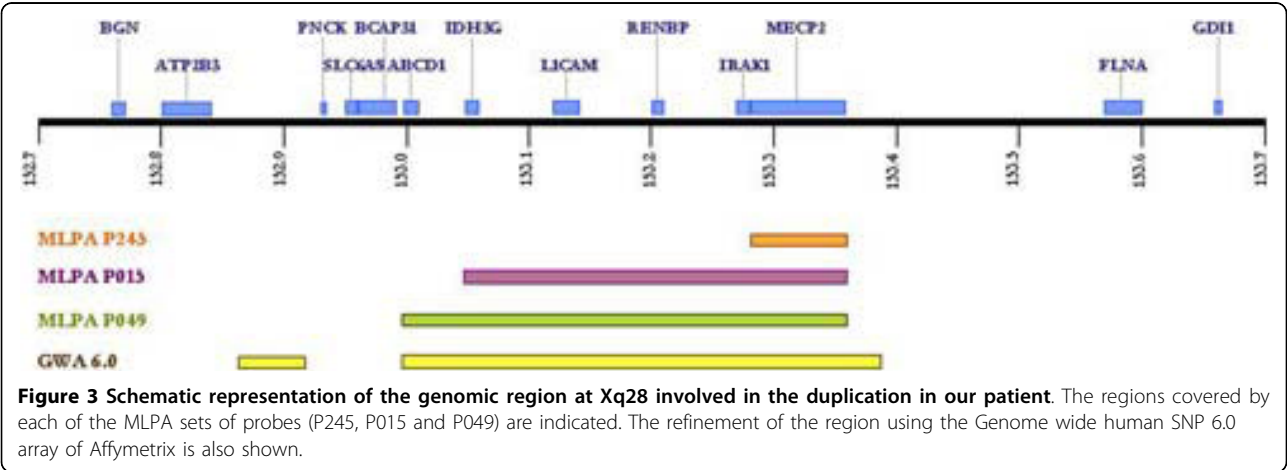 BGN PNCK BCAP31 IDH3G RENBP MECP2 GDI1
ATP2B3 SLC6A8 ABCD1 L1CAM IRAK1 FLNA
152.7 152.8 152.9 153.0 153.1 153.2 153.3 153.4 153.5 153.6 153.7
MLPA P245
MLPA P015
MLPA P049
GWA 6.0
Figure 3 Schematic representation of the genomic region at Xq28 involved in the duplication in our patient. The regions covered by
each of the MLPA sets of probes (P245, P015 and P049) are indicated. The refinement of the region using the Genome wide human SNP 6.0
array of Affymetrix is also shown.